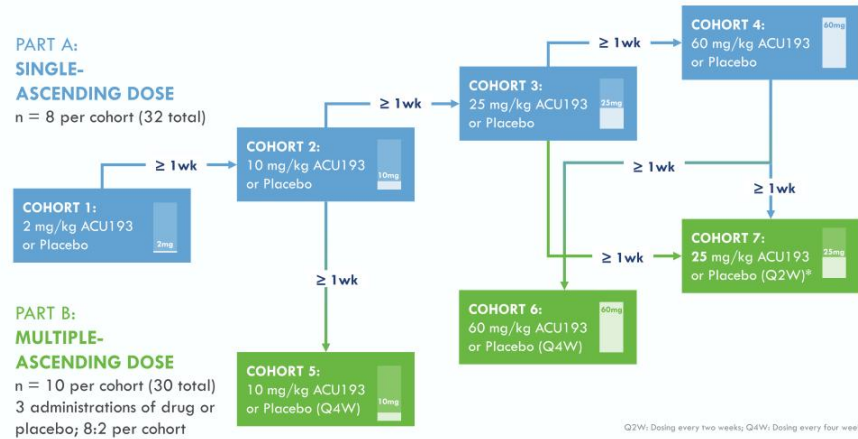 PART A:
SINGLE-
ASCENDING DOSE
n = 8 per cohort (32 total)
COHORT 1:
2 mg/kg ACU193
or Placebo
2mg
≥ 1wk
COHORT 2:
10 mg/kg ACU193
or Placebo
10mg
≥ 1wk
COHORT 3:
25 mg/kg ACU193
or Placebo
25mg
≥ 1wk
COHORT 4:
60 mg/kg ACU193
or Placebo
60mg
≥ 1wk
≥ 1wk
≥ 1wk
≥ 1wk
PART B:
MULTIPLE-
ASCENDING DOSE
n = 10 per cohort (30 total)
3 administrations of drug or
placebo; 8:2 per cohort
COHORT 5:
10 mg/kg ACU193
or Placebo (Q4W)
10mg
COHORT 6:
60 mg/kg ACU193
or Placebo (Q4W)
60mg
COHORT 7:
25 mg/kg ACU193
or Placebo (Q2W)*
25mg
Q2W: Dosing every two weeks; Q4W: Dosing every four wee